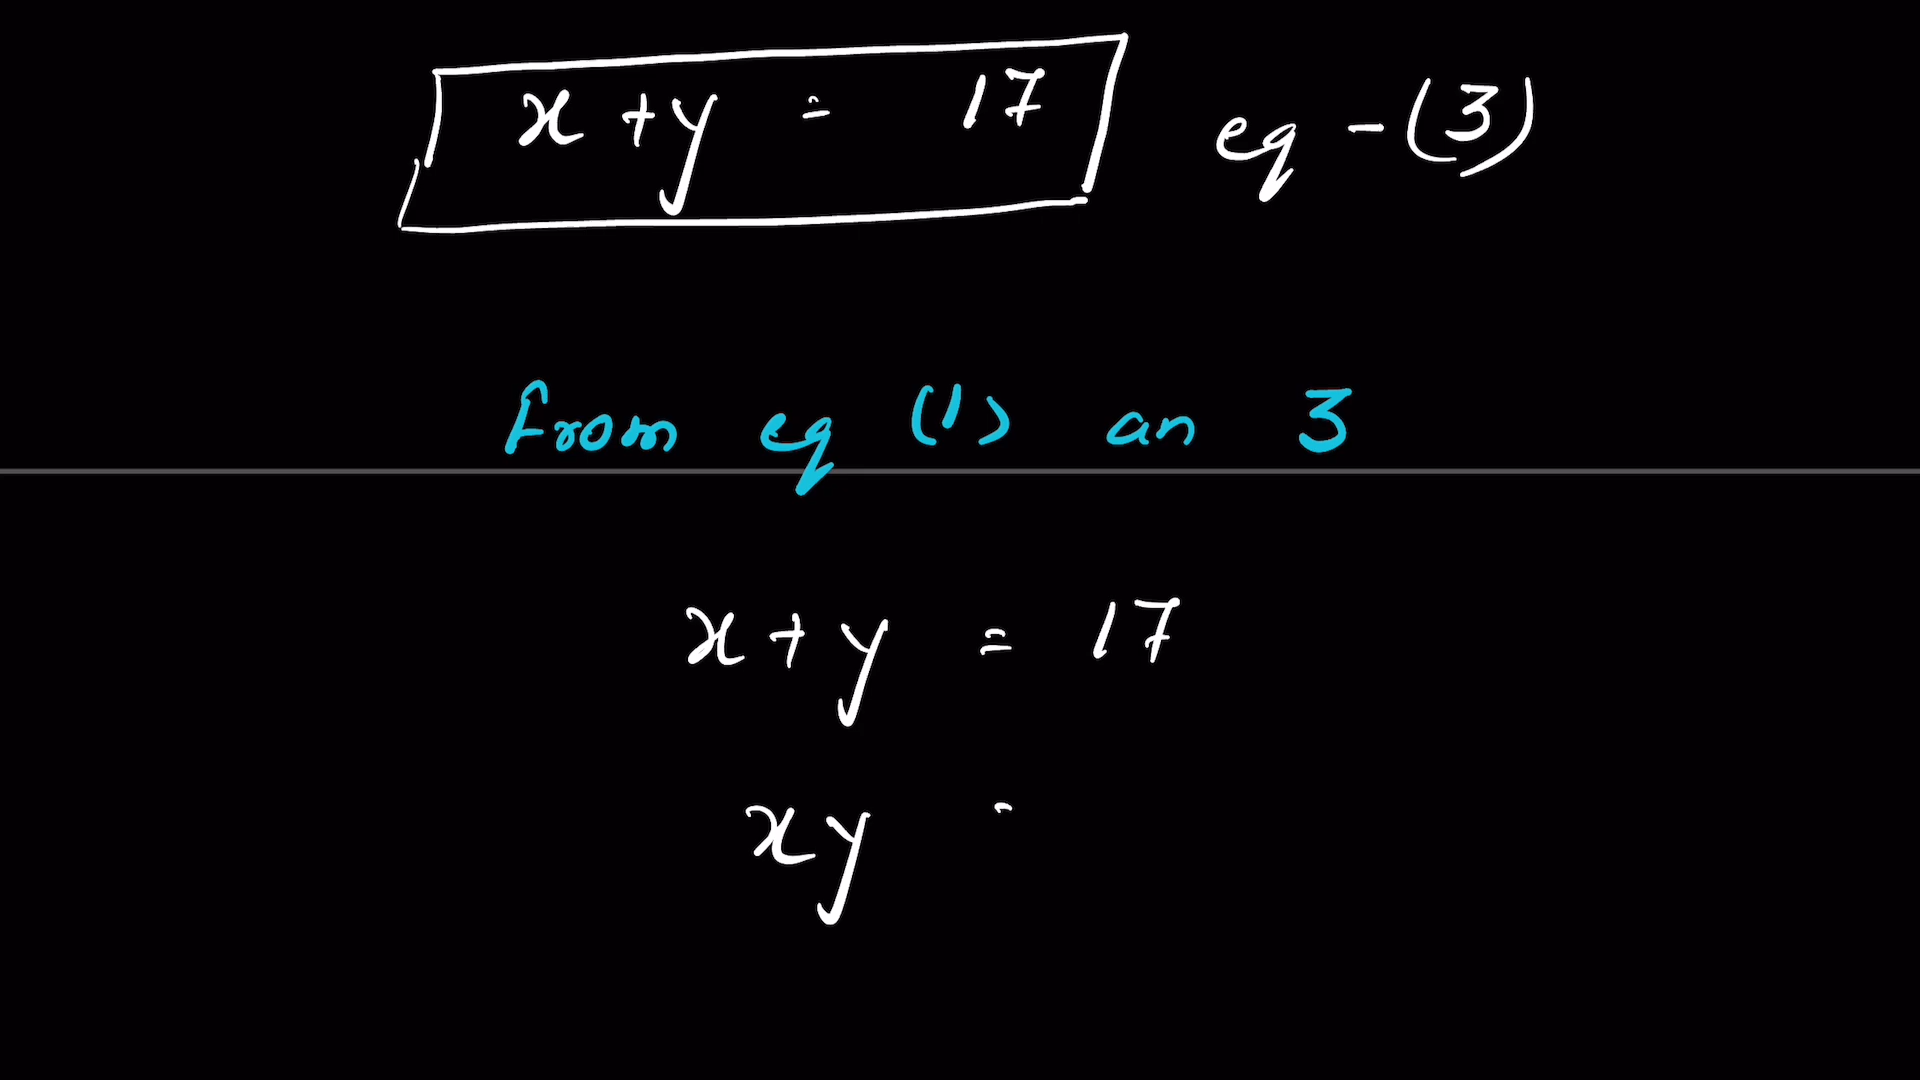 x + y = 17 eq - (3)
from eq (1) an 3
x + y = 17
xy -